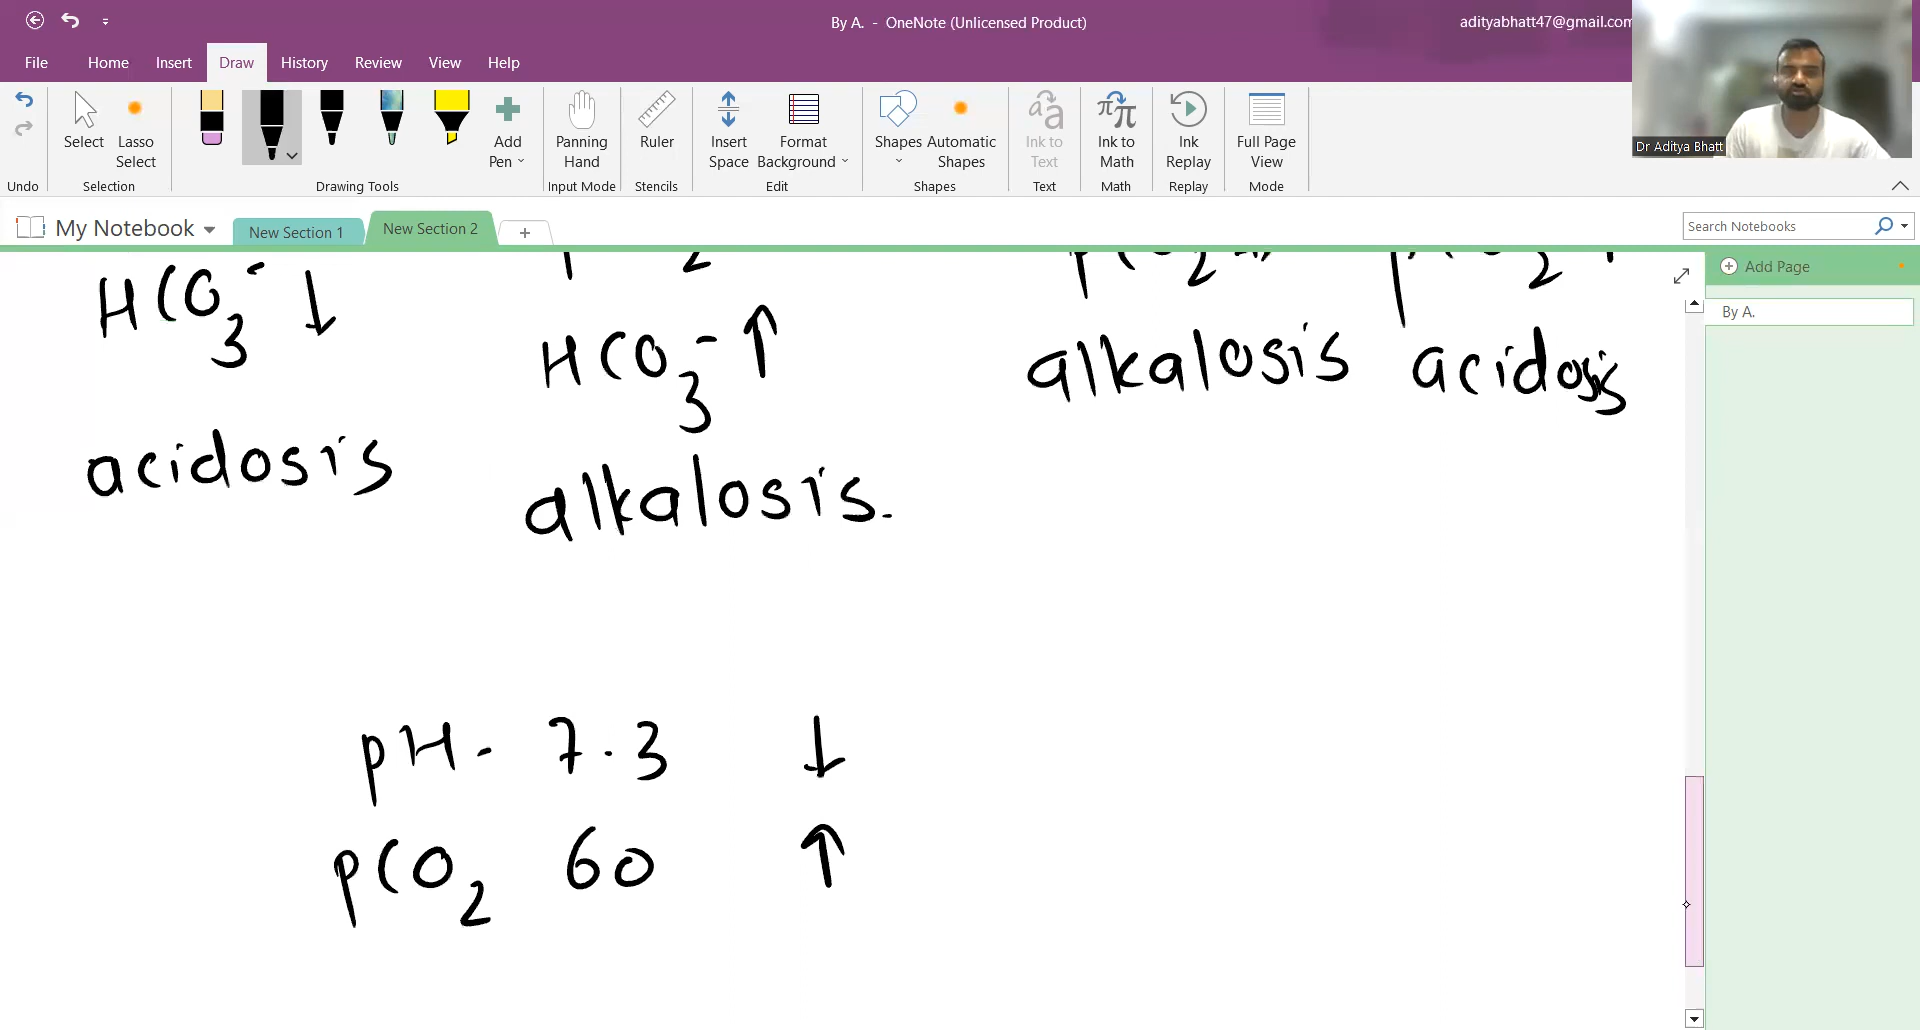 By A. - OneNote (Unlicensed Product)
adityabhatt47@gmail.com
File Home Insert Draw History Review View Help
Select
Lasso Select
Add Pen
Panning Hand
Ruler
Insert Space
Format Background
Shapes
Automatic Shapes
Ink to Text
Ink to Math
Ink Replay
Full Page View
Undo Selection Drawing Tools Input Mode Stencils Edit Shapes Text Math Replay Mode
Dr Aditya Bhatt
My Notebook New Section 1 New Section 2 Search Notebooks
Add Page
By A.
HCO3- ↓
HCO3- ↑
alkalosis acidosis
acidosis
alkalosis.
pH - 7.3 ↓
pCO2 60 ↑